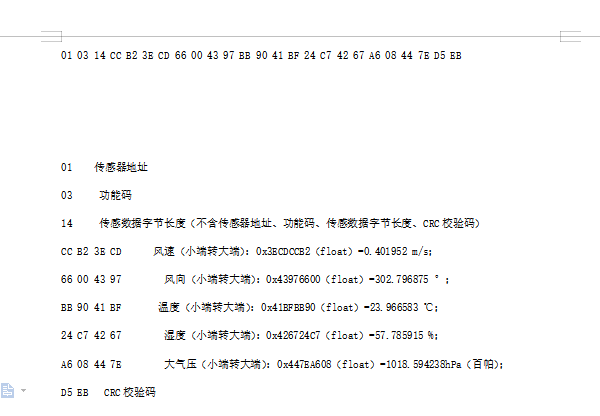 01 03 14 CC B2 3E CD 66 00 43 97 BB 90 41 BF 24 C7 42 67 A6 08 44 7E D5 EB
01 传感器地址
03 功能码
14 传感数据字节长度（不含传感器地址、功能码、传感数据字节长度、CRC校验码）
CC B2 3E CD 风速（小端转大端）：0x3ECDCCB2（float）=0.401952 m/s；
66 00 43 97 风向（小端转大端）：0x43976600（float）=302.796875 °；
BB 90 41 BF 温度（小端转大端）：0x41BFBB90（float）=23.966583 ℃；
24 C7 42 67 湿度（小端转大端）：0x426724C7（float）=57.785915 %；
A6 08 44 7E 大气压（小端转大端）：0x447EA608（float）=1018.594238hPa（百帕）；
D5 EB CRC校验码